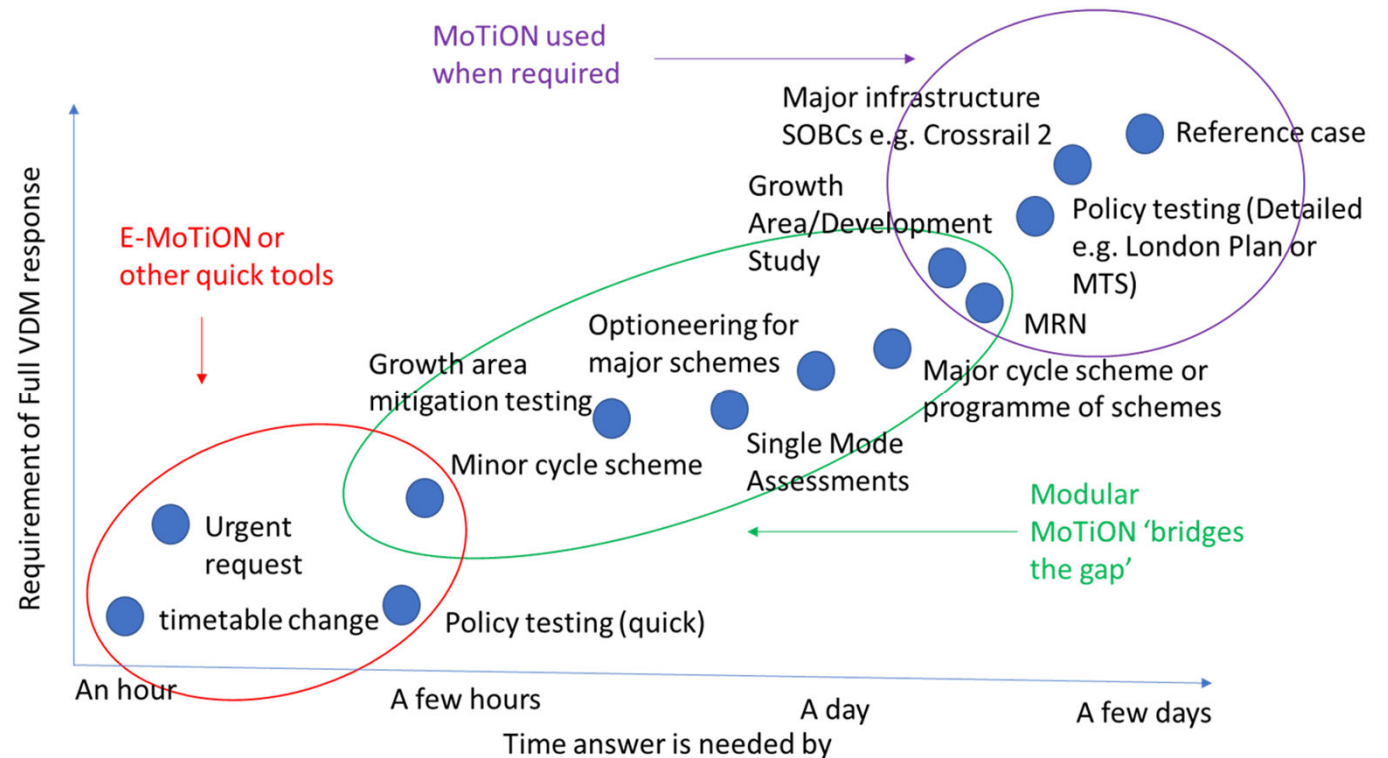 MoTiON used
when required
Major infrastructure
SOBCs e.g. Crossrail 2
Reference case
Growth
Area/Development
Study
Policy testing (Detailed
e.g. London Plan or
MTS)
E-MoTiON or
other quick tools
Requirement of Full VDM response
MRN
Optioneering for
major schemes
Growth area
mitigation testing
Major cycle scheme or
programme of schemes
Single Mode
Assessments
Minor cycle scheme
Modular
MoTiON ‘bridges
the gap’
Urgent
request
timetable change
Policy testing (quick)
An hour
A few hours
A day
A few days
Time answer is needed by